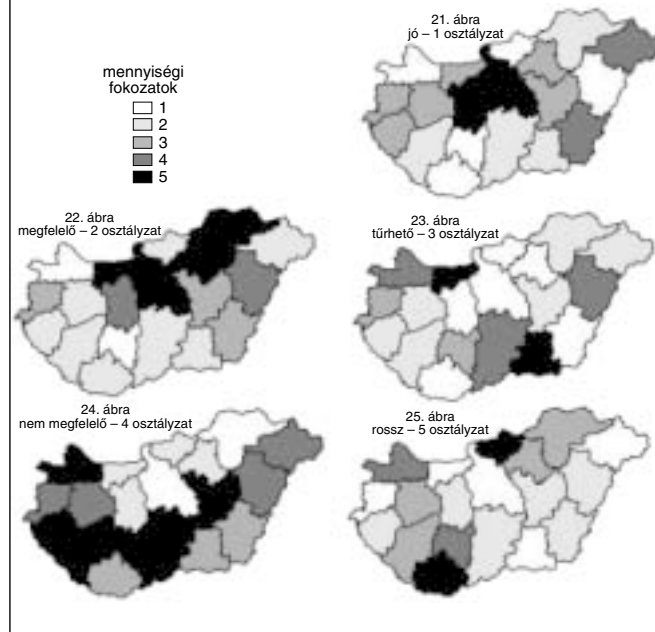 21. ábra
jó – 1 osztályzat
mennyiségi
fokozatok
1
2
3
4
5
22. ábra
megfelelő – 2 osztályzat
23. ábra
tűrhető – 3 osztályzat
24. ábra
nem megfelelő – 4 osztályzat
25. ábra
rossz – 5 osztályzat